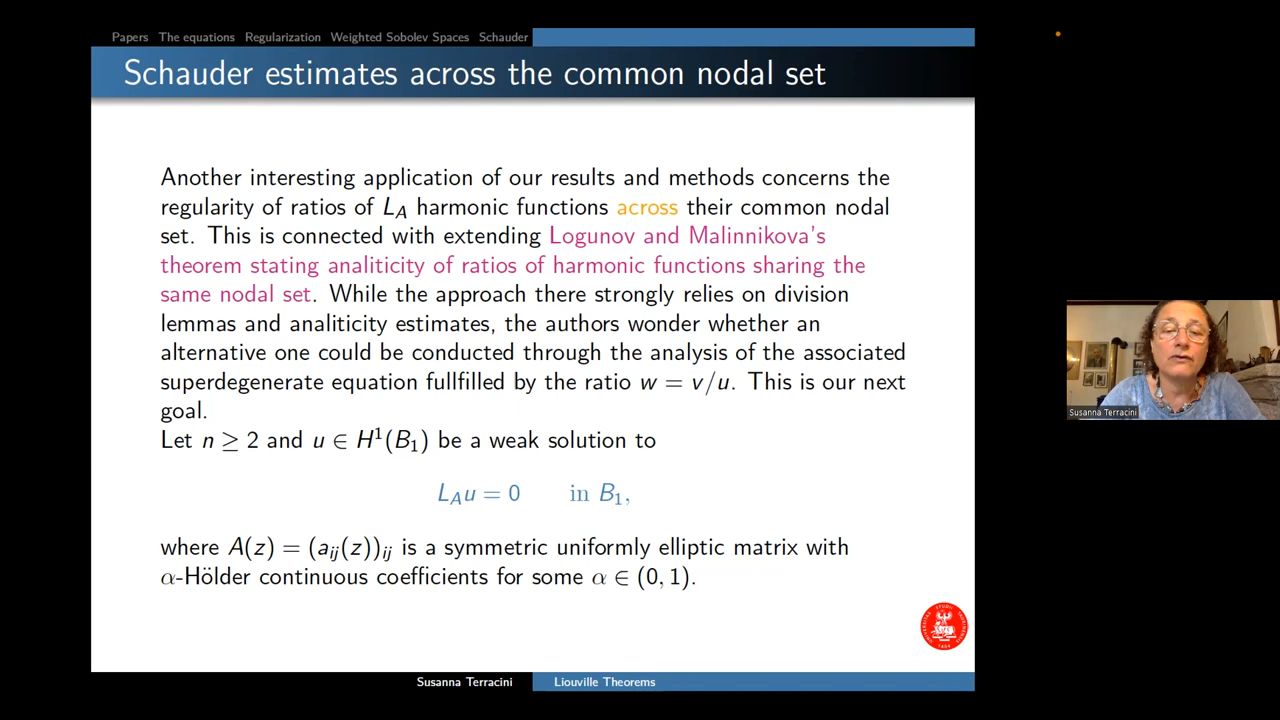 Papers The equations Regularization Weighted Sobolev Spaces Schauder
Schauder estimates across the common nodal set
Another interesting application of our results and methods concerns the
regularity of ratios of L_A harmonic functions across their common nodal
set. This is connected with extending Logunov and Malinnikova's
theorem stating analiticity of ratios of harmonic functions sharing the
same nodal set. While the approach there strongly relies on division
lemmas and analiticity estimates, the authors wonder whether an
alternative one could be conducted through the analysis of the associated
superdegenerate equation fullfilled by the ratio w = v/u. This is our next
goal.
Let n ≥ 2 and u ∈ H¹(B₁) be a weak solution to
L_A u = 0 in B₁,
where A(z) = (a_ij(z))_ij is a symmetric uniformly elliptic matrix with
α-Hölder continuous coefficients for some α ∈ (0, 1).
Susanna Terracini
Susanna Terracini Liouville Theorems